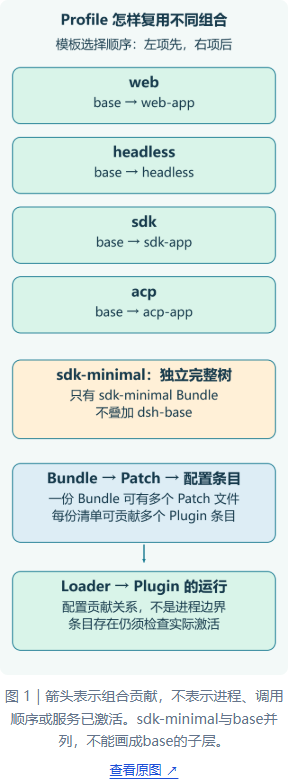 Profile 怎样复用不同组合
模板选择顺序：左项先，右项后
web
base → web-app
headless
base → headless
sdk
base → sdk-app
acp
base → acp-app
sdk-minimal：独立完整树
只有 sdk-minimal Bundle
不叠加 dsh-base
Bundle → Patch → 配置条目
一份 Bundle 可有多个 Patch 文件
每份清单可贡献多个 Plugin 条目
Loader → Plugin 的运行
配置贡献关系，不是进程边界
条目存在仍须检查实际激活
图 1｜箭头表示组合贡献，不表示进程、调用
顺序或服务已激活。sdk-minimal与base并
列，不能画成base的子层。
查看原图 ↗